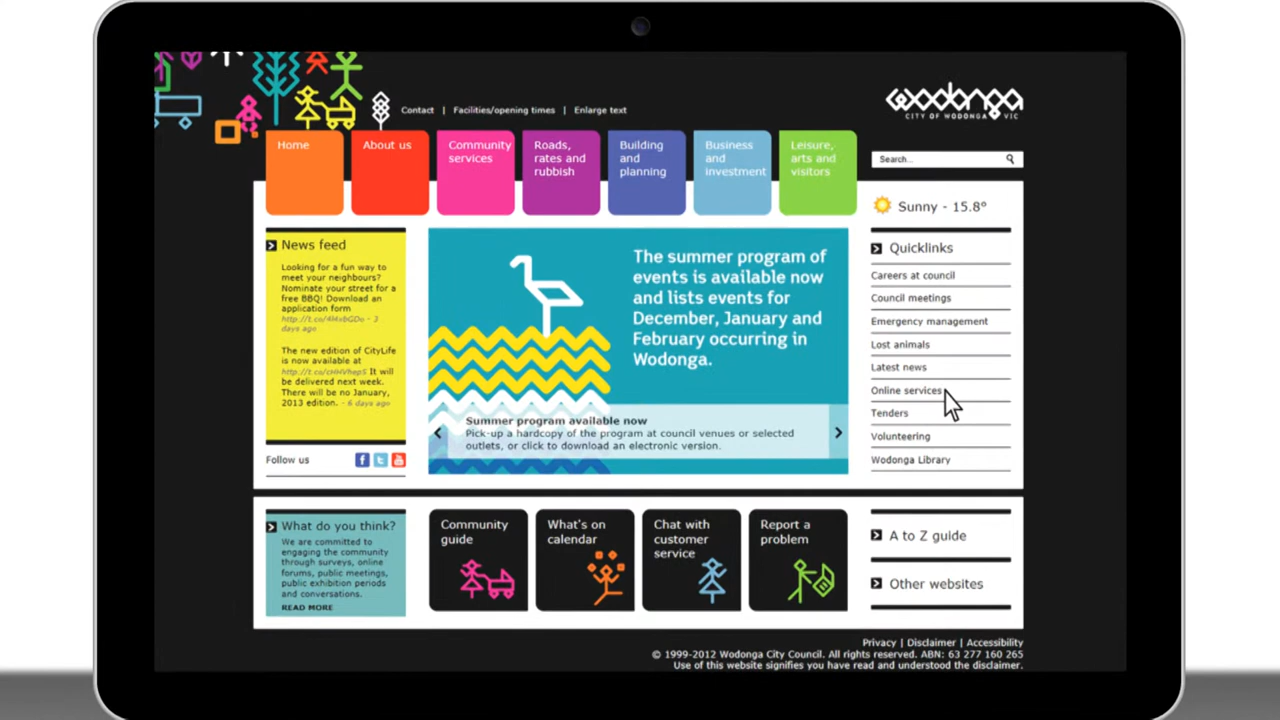 Contact | Facilities/opening times | Enlarge text
wodonga
CITY OF WODONGA VIC
Home
About us
Community
services
Roads,
rates and
rubbish
Building
and
planning
Business
and
investment
Leisure,
arts and
visitors
Search...
Sunny - 15.8°
News feed
Looking for a fun way to
meet your neighbours?
Nominate your street for a
free BBQ! Download an
application form
3
days ago
The new edition of CityLife
is now available at
It will
be delivered next week.
There will be no January,
2013 edition. - 6 days ago
Follow us
The summer program of
events is available now
and lists events for
December, January and
February occurring in
Wodonga.
Summer program available now
Pick-up a hardcopy of the program at council venues or selected
outlets, or click to download an electronic version.
Quicklinks
Careers at council
Council meetings
Emergency management
Lost animals
Latest news
Online services
Tenders
Volunteering
Wodonga Library
What do you think?
We are committed to
engaging the community
through surveys, online
forums, public meetings,
public exhibition periods
and conversations.
READ MORE
Community
guide
What's on
calendar
Chat with
customer
service
Report a
problem
A to Z guide
Other websites
Privacy | Disclaimer | Accessibility
© 1999-2012 Wodonga City Council. All rights reserved. ABN: 63 277 160 265
Use of this website signifies you have read and understood the disclaimer.